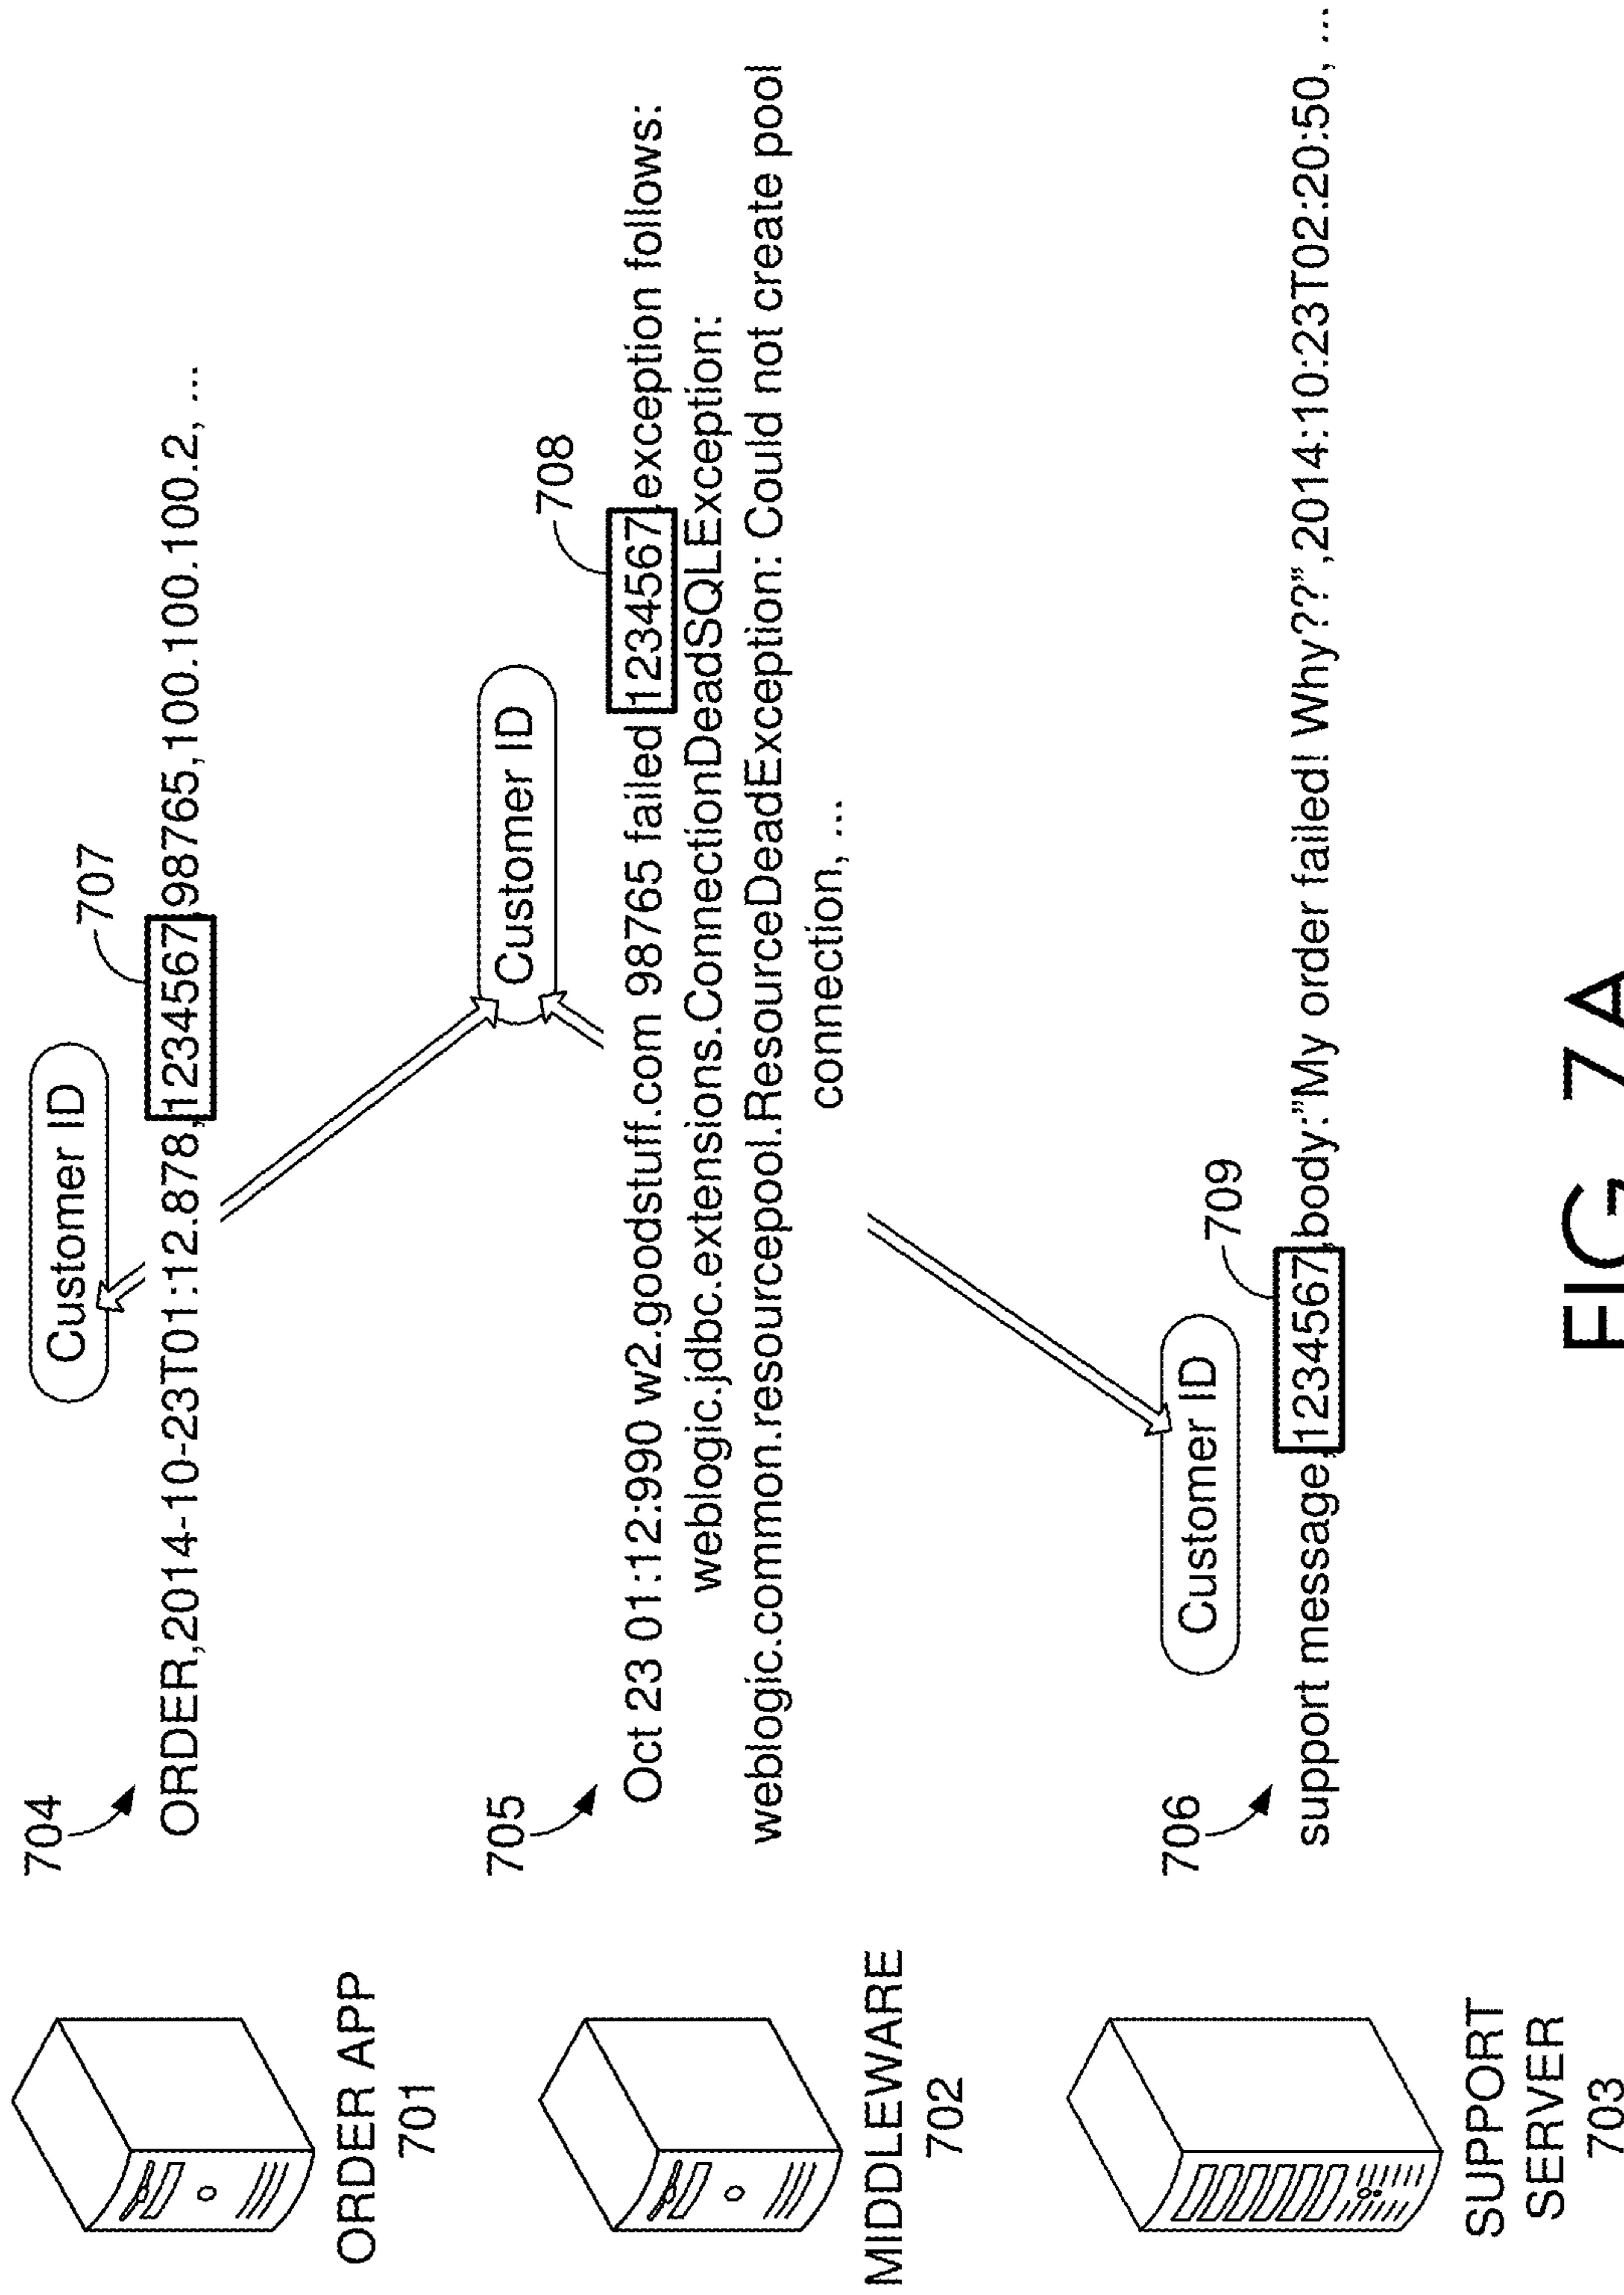 704
Customer ID
707
ORDER,2014-10-23T01:12.878,1234567,98765,100.100.100.2, ...
ORDER APP
701
705
Customer ID
708
Oct 23 01:12:990 w2.goodstuff.com 98765 failed 1234567,exception follows:
weblogic.jdbc.extensions.ConnectionDeadSQLException:
weblogic.common.resourcepool.ResourceDeadException: Could not create pool
connection, ...
MIDDLEWARE
702
706
Customer ID
709
support message,1234567,body:"My order failed! Why??",2014:10:23T02:20:50, ...
SUPPORT
SERVER
703
FIG. 7A